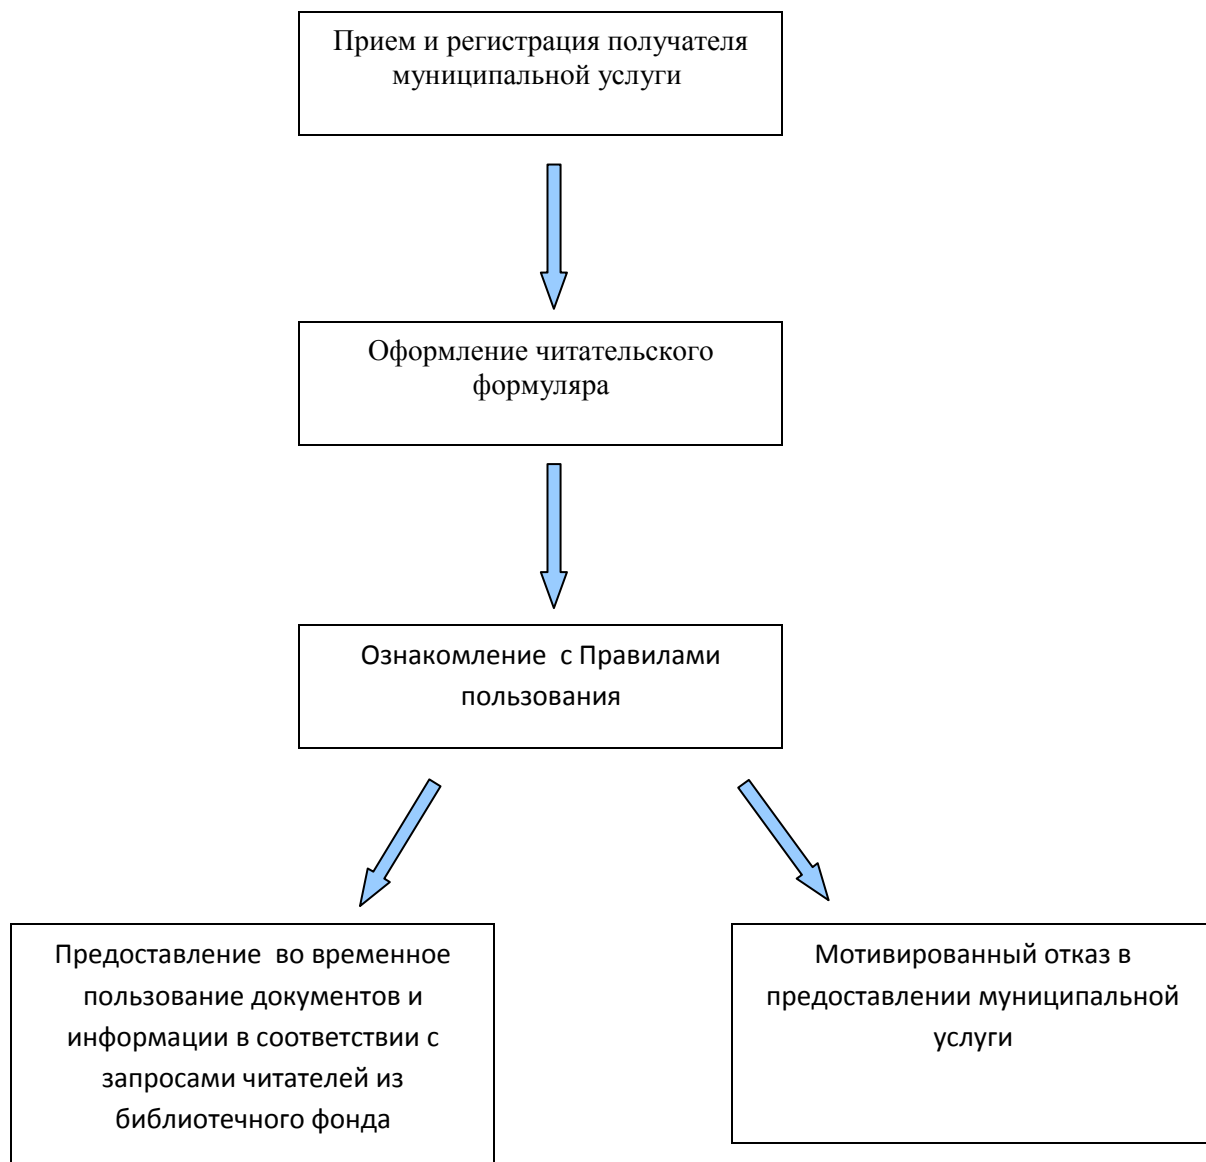 Прием и регистрация получателя
муниципальной услуги
Оформление читательского
формуляра
Ознакомление  с Правилами
пользования
Предоставление  во временное
пользование документов и
информации в соответствии с
запросами читателей из
библиотечного фонда
Мотивированный отказ в
предоставлении муниципальной
услуги